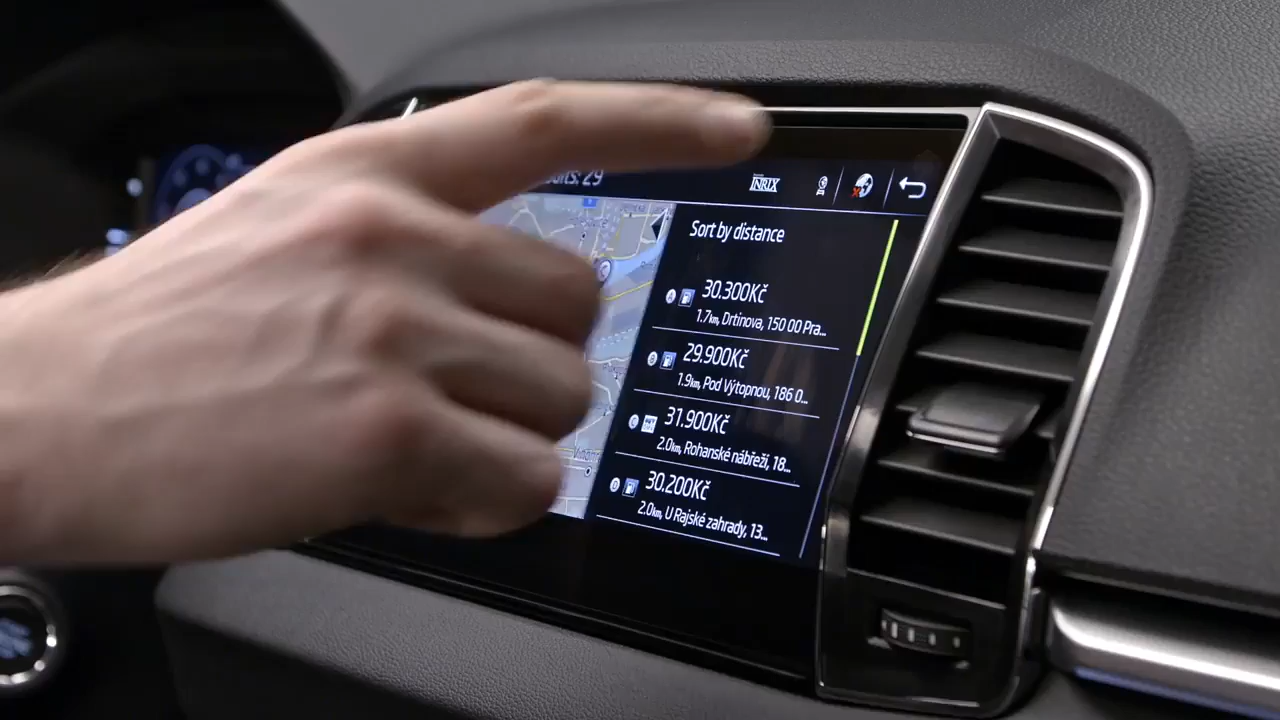 29
INRIX
Sort by distance
A
30.300Kč
1.7km, Drtinova, 150 00 Pra...
B
29.900Kč
1.9km, Pod Výtopnou, 186 0...
C
31.900Kč
2.0km, Rohanské nábřeží, 18...
D
30.200Kč
2.0km, U Rajské zahrady, 13...